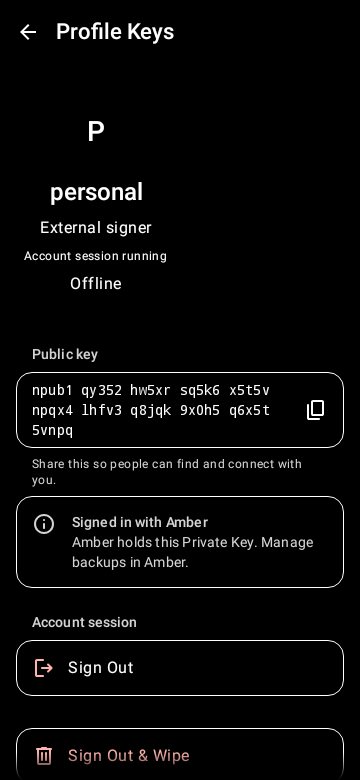 Profile Keys
P
personal
External signer
Account session running
Offline
Public key
npub1 qy352 hw5xr sq5k6 x5t5v
npqx4 lhfv3 q8jqk 9x0h5 q6x5t
5vnpq
Share this so people can find and connect with
you.
Signed in with Amber
Amber holds this Private Key. Manage
backups in Amber.
Account session
Sign Out
Sign Out & Wipe